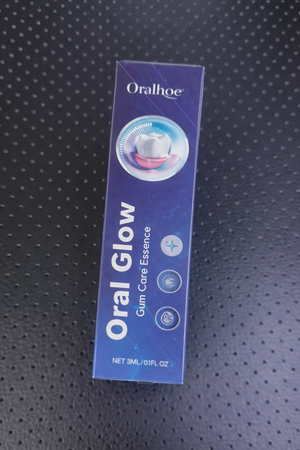 Oralhoe
Oral Glow
Gum Care Essence
NET 3ML/0.1FL OZ